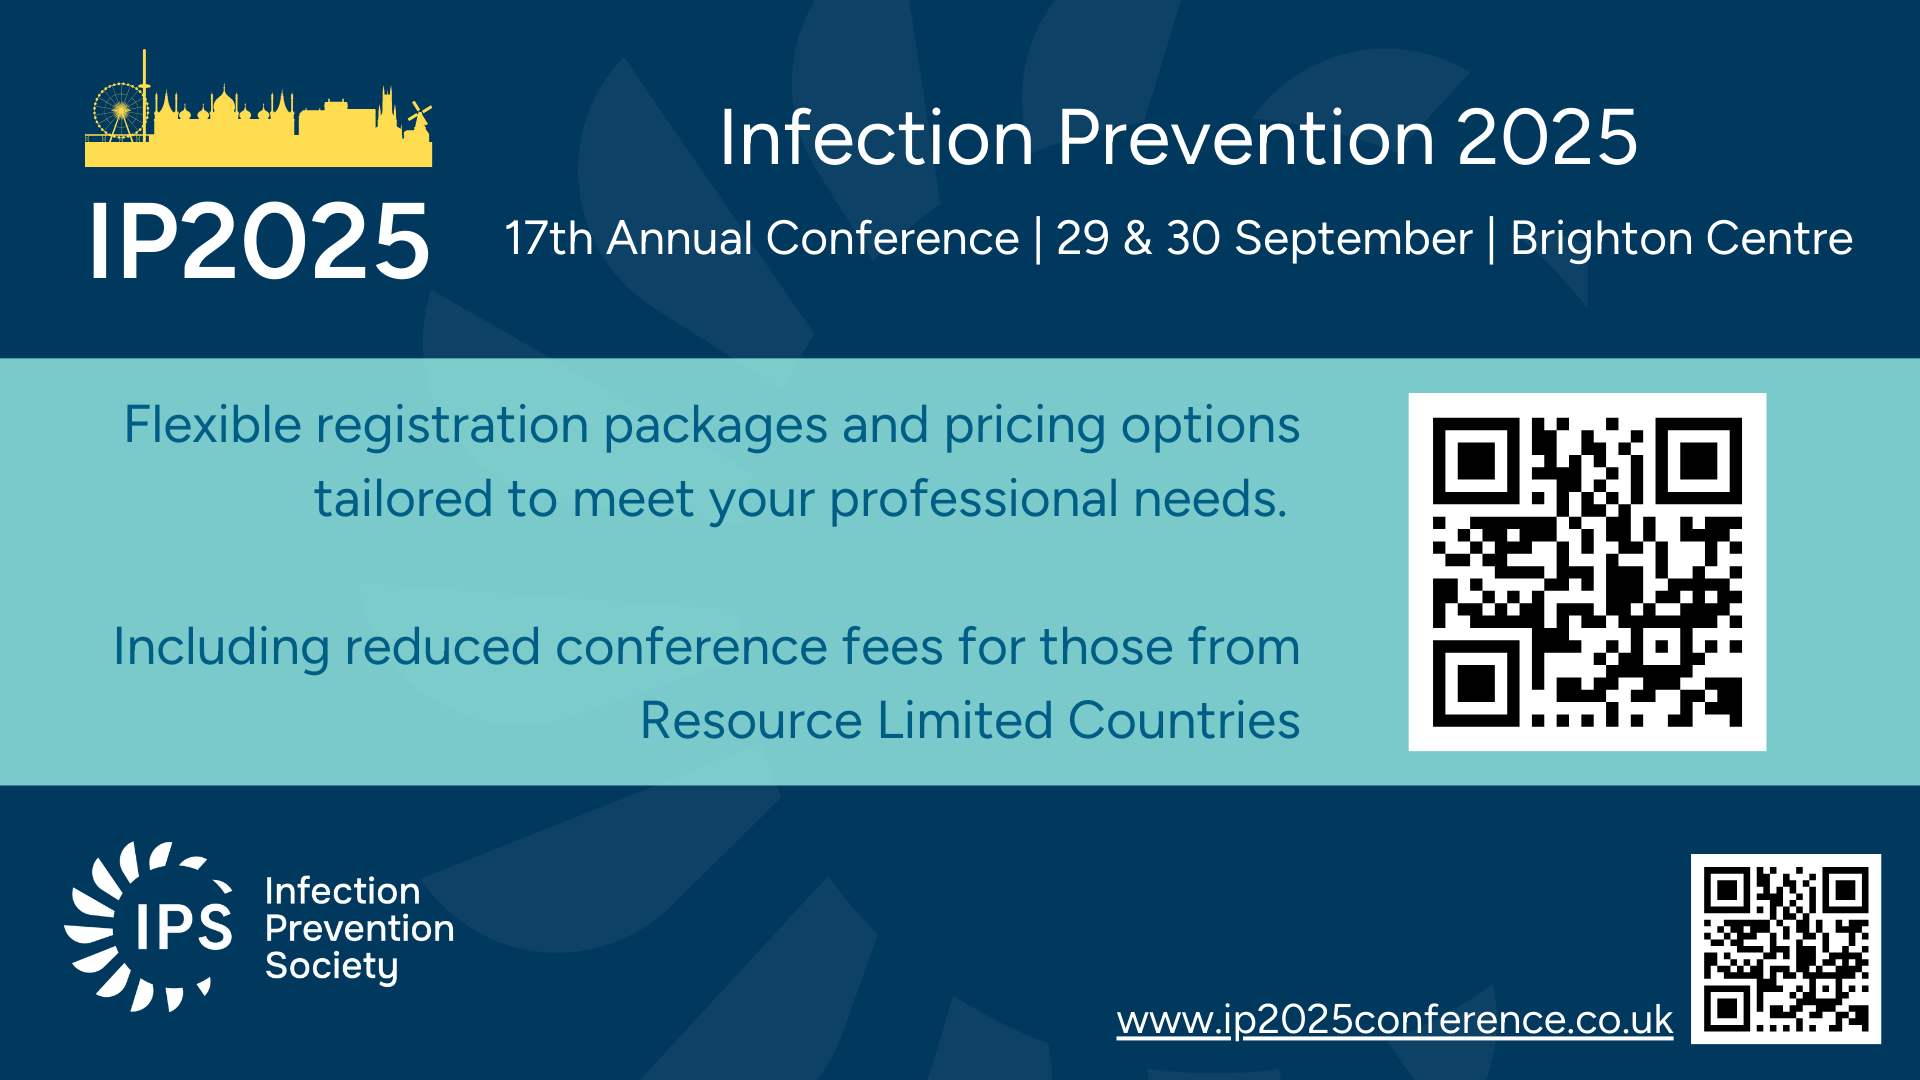 IP2025
Infection Prevention 2025
17th Annual Conference | 29 & 30 September | Brighton Centre
Flexible registration packages and pricing options
tailored to meet your professional needs.
Including reduced conference fees for those from
Resource Limited Countries
IPS
Infection
Prevention
Society
www.ip2025conference.co.uk